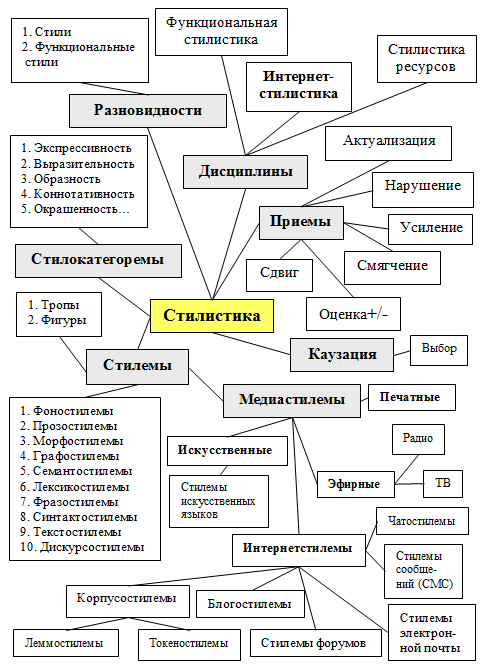 1. Стили
2. Функциональные
стили
Функциональная
стилистика
Интернет-
стилистика
Стилистика
ресурсов
Разновидности
1. Экспрессивность
2. Выразительность
3. Образность
4. Коннотативность
5. Окрашенность…
Дисциплины
Актуализация
Нарушение
Приемы
Усиление
Стилокатегоремы
Сдвиг
Смягчение
1. Тропы
2. Фигуры
Стилистика
Оценка+/-
Стилемы
Каузация
Выбор
Медиастилемы
Печатные
1. Фоностилемы
2. Прозостилемы
3. Морфостилемы
4. Графостилемы
5. Семантостилемы
6. Лексикостилемы
7. Фразостилемы
8. Синтактостилемы
9. Текстостилемы
10. Дискурсостилемы
Искусственные
Радио
Стилемы
искусственных
языков
Эфирные
ТВ
Чатостилемы
Интернетстилемы
Стилемы
сообще-
ний (СМС)
Корпусостилемы
Блогостилемы
Стилемы
электрон-
ной почты
Леммостилемы
Токеностилемы
Стилемы форумов